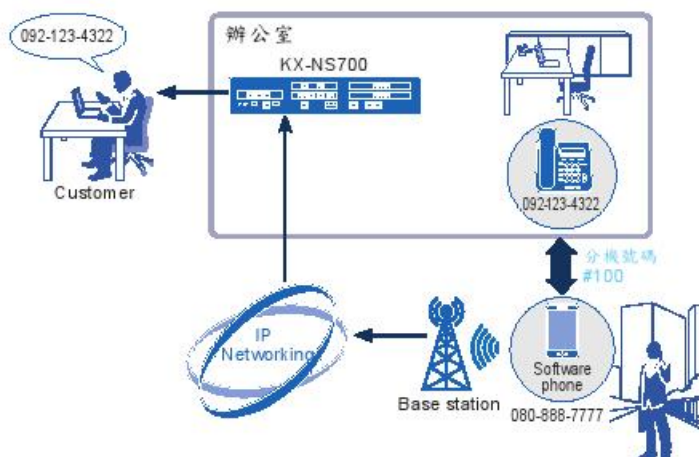 092-123-4322
辦公室
KX-NS700
Customer
092-123-4322
分機號碼
#100
IP
Networking
Base station
Software
phone
080-888-7777